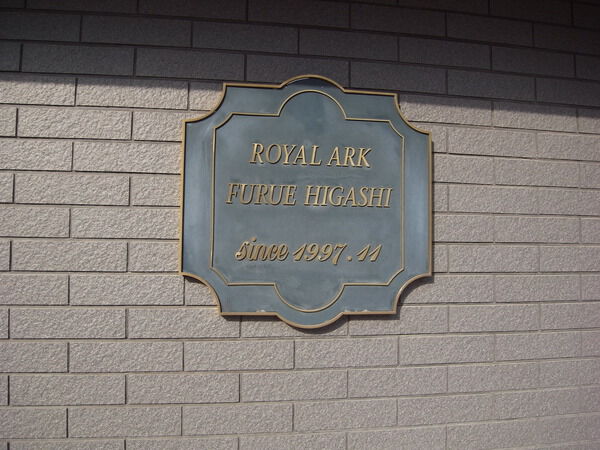 ROYAL ARK
FURUE HIGASHI
since 1997.11